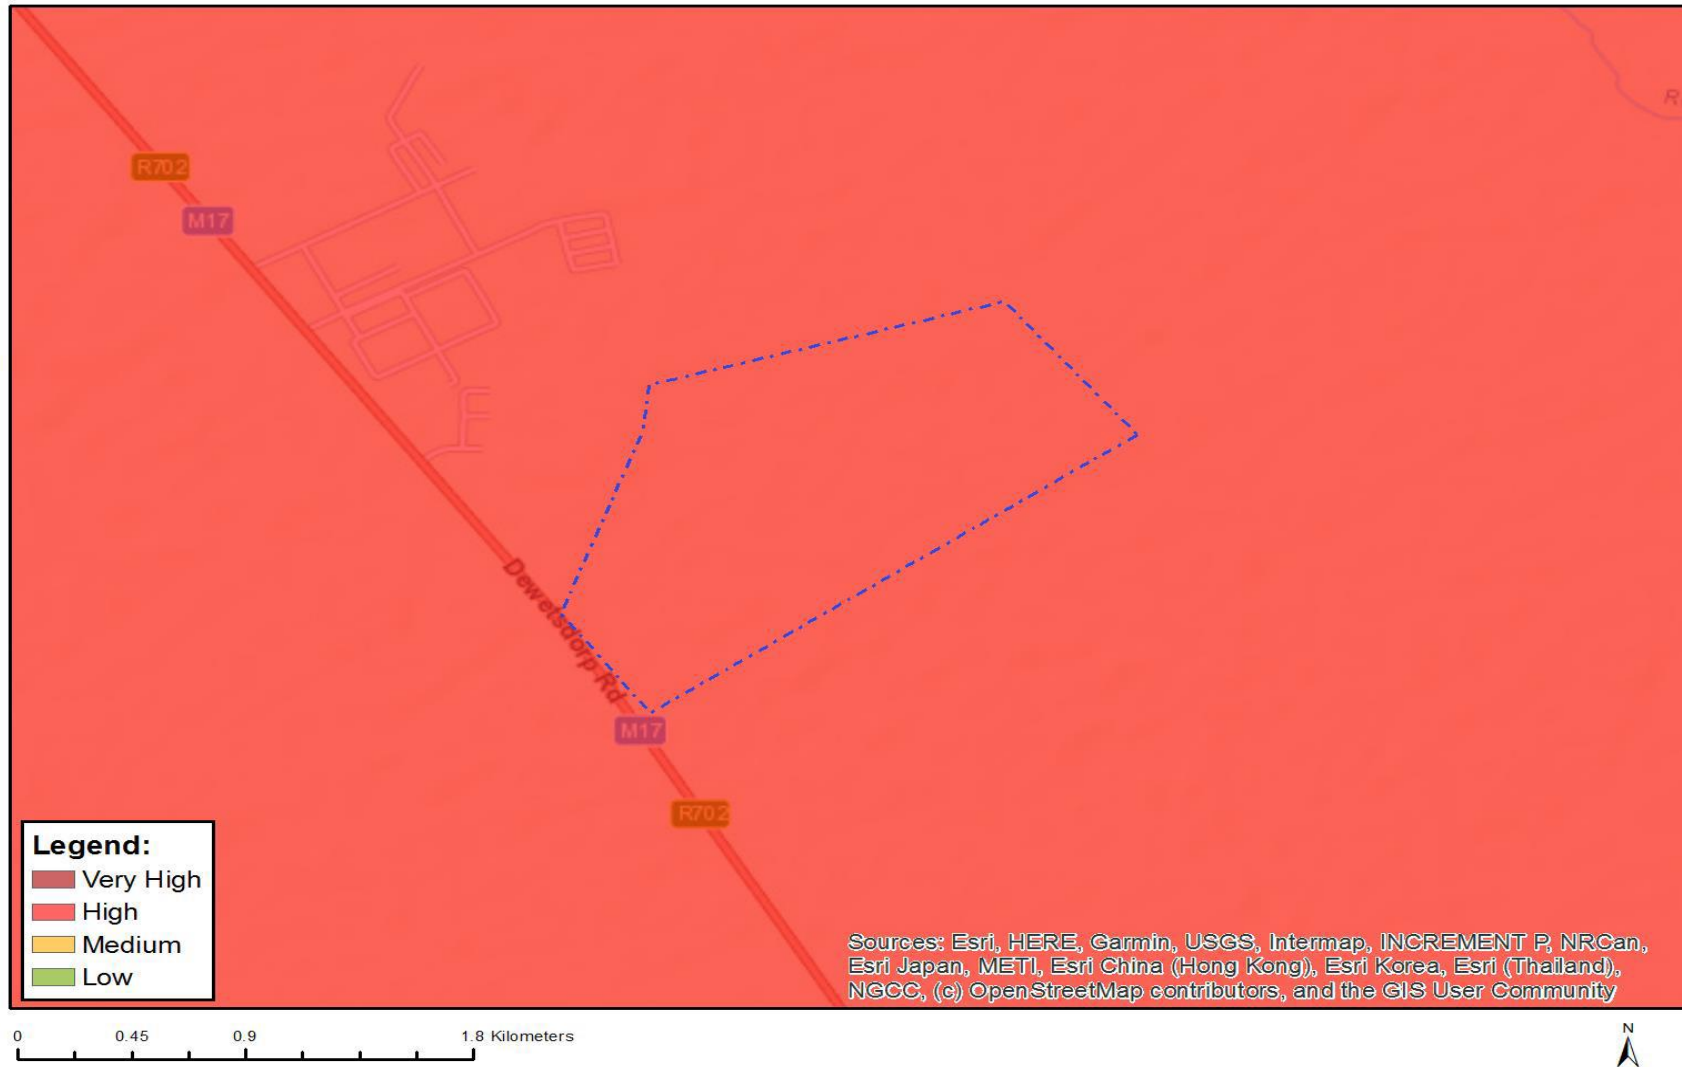 R
R702
M17
Dewetsdorp-Rd
M17
R702
Legend:
Very High
High
Medium
Low
Sources: Esri, HERE, Garmin, USGS, Intermap, INCREMENT P, NRCan,
Esri Japan, METI, Esri China (Hong Kong), Esri Korea, Esri (Thailand),
NGCC, (c) OpenStreetMap contributors, and the GIS User Community
0 0.45 0.9 1.8 Kilometers
N